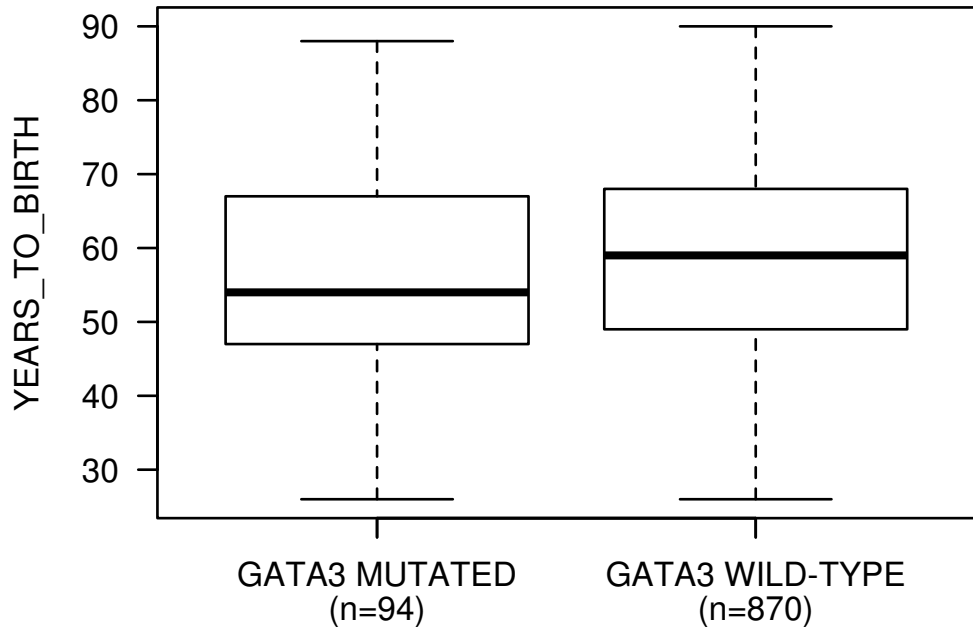 YEARS_TO_BIRTH
90
80
70
60
50
40
30
GATA3 MUTATED
(n=94)
GATA3 WILD-TYPE
(n=870)